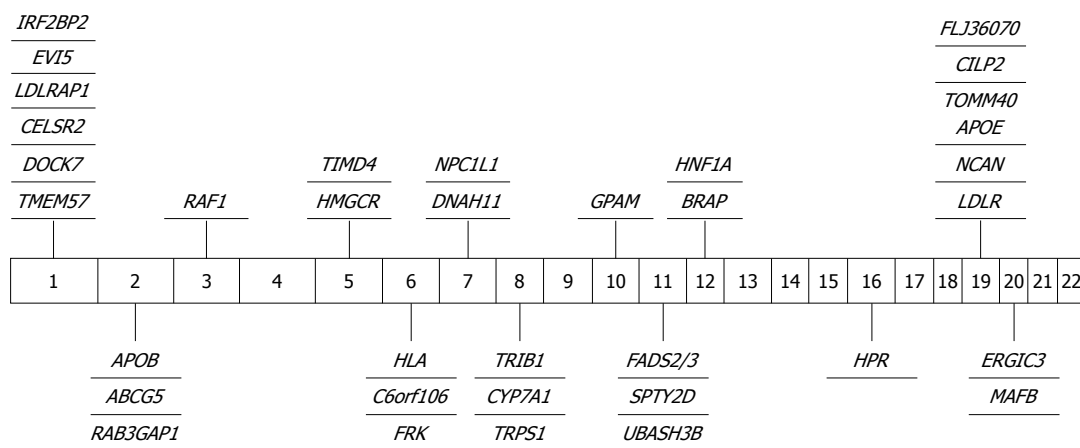 IRF2BP2
EVI5
LDLRAP1
CELSR2
DOCK7
TMEM57
RAF1
TIMD4
HMGCR
NPC1L1
DNAH11
GPAM
HNF1A
BRAP
FLJ36070
CILP2
TOMM40
APOE
NCAN
LDLR
1 2 3 4 5 6 7 8 9 10 11 12 13 14 15 16 17 18 19 20 21 22
APOB
ABCG5
RAB3GAP1
HLA
C6orf106
FRK
TRIB1
CYP7A1
TRPS1
FADS2/3
SPTY2D
UBASH3B
HPR
ERGIC3
MAFB